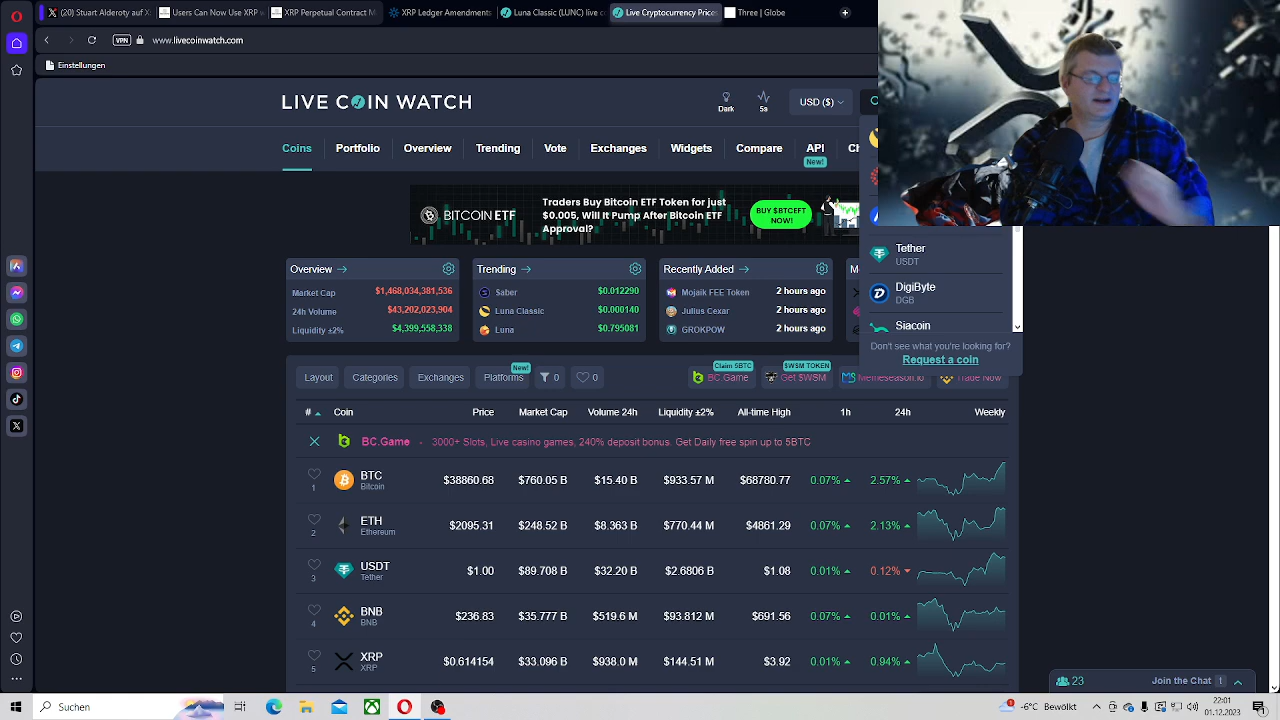 (20) Stuart Alderoty auf X
Users Can Now Use XRP
XRP Perpetual Contract M
XRP Ledger Amendments
Luna Classic (LUNC) live c
Live Cryptocurrency Price
Three | Globe
VPN www.livecoinwatch.com
Einstellungen
LIVE COIN WATCH
Dark
5s
USD ($)
Coins Portfolio Overview Trending Vote Exchanges Widgets Compare API
New!
BITCOIN ETF
Traders Buy Bitcoin ETF Token for just
$0.005, Will It Pump After Bitcoin ETF
Approval?
BUY $BTCEFT
NOW!
Tether
USDT
DigiByte
DGB
Siacoin
Don't see what you're looking for?
Request a coin
Overview
Market Cap $1,468,034,381,536
24h Volume $43,202,023,904
Liquidity ±2% $4,399,558,338
Trending
Saber $0.012290
Luna Classic $0.000140
Luna $0.795081
Recently Added
Mojaik FEE Token 2 hours ago
Julius Cexar 2 hours ago
GROKPOW 2 hours ago
Layout Categories Exchanges Platforms New! 0 0
Claim 5BTC
BC.Game
$WSM TOKEN
Get $WSM
Memeseason.io
Trade Now
# Coin Price Market Cap Volume 24h Liquidity ±2% All-time High 1h 24h Weekly
BC.Game • 3000+ Slots, Live casino games, 240% deposit bonus. Get Daily free spin up to 5BTC
1 BTC Bitcoin $38860.68 $760.05 B $15.40 B $933.57 M $68780.77 0.07% 2.57%
2 ETH Ethereum $2095.31 $248.52 B $8.363 B $770.44 M $4861.29 0.07% 2.13%
3 USDT Tether $1.00 $89.708 B $32.20 B $2.6806 B $1.08 0.01% 0.12%
4 BNB BNB $236.83 $35.777 B $519.6 M $93.812 M $691.56 0.07% 0.01%
5 XRP XRP $0.614154 $33.096 B $938.0 M $144.51 M $3.92 0.01% 0.94%
23 Join the Chat 1
Suchen
-6°C Bewölkt
22:01
01.12.2023